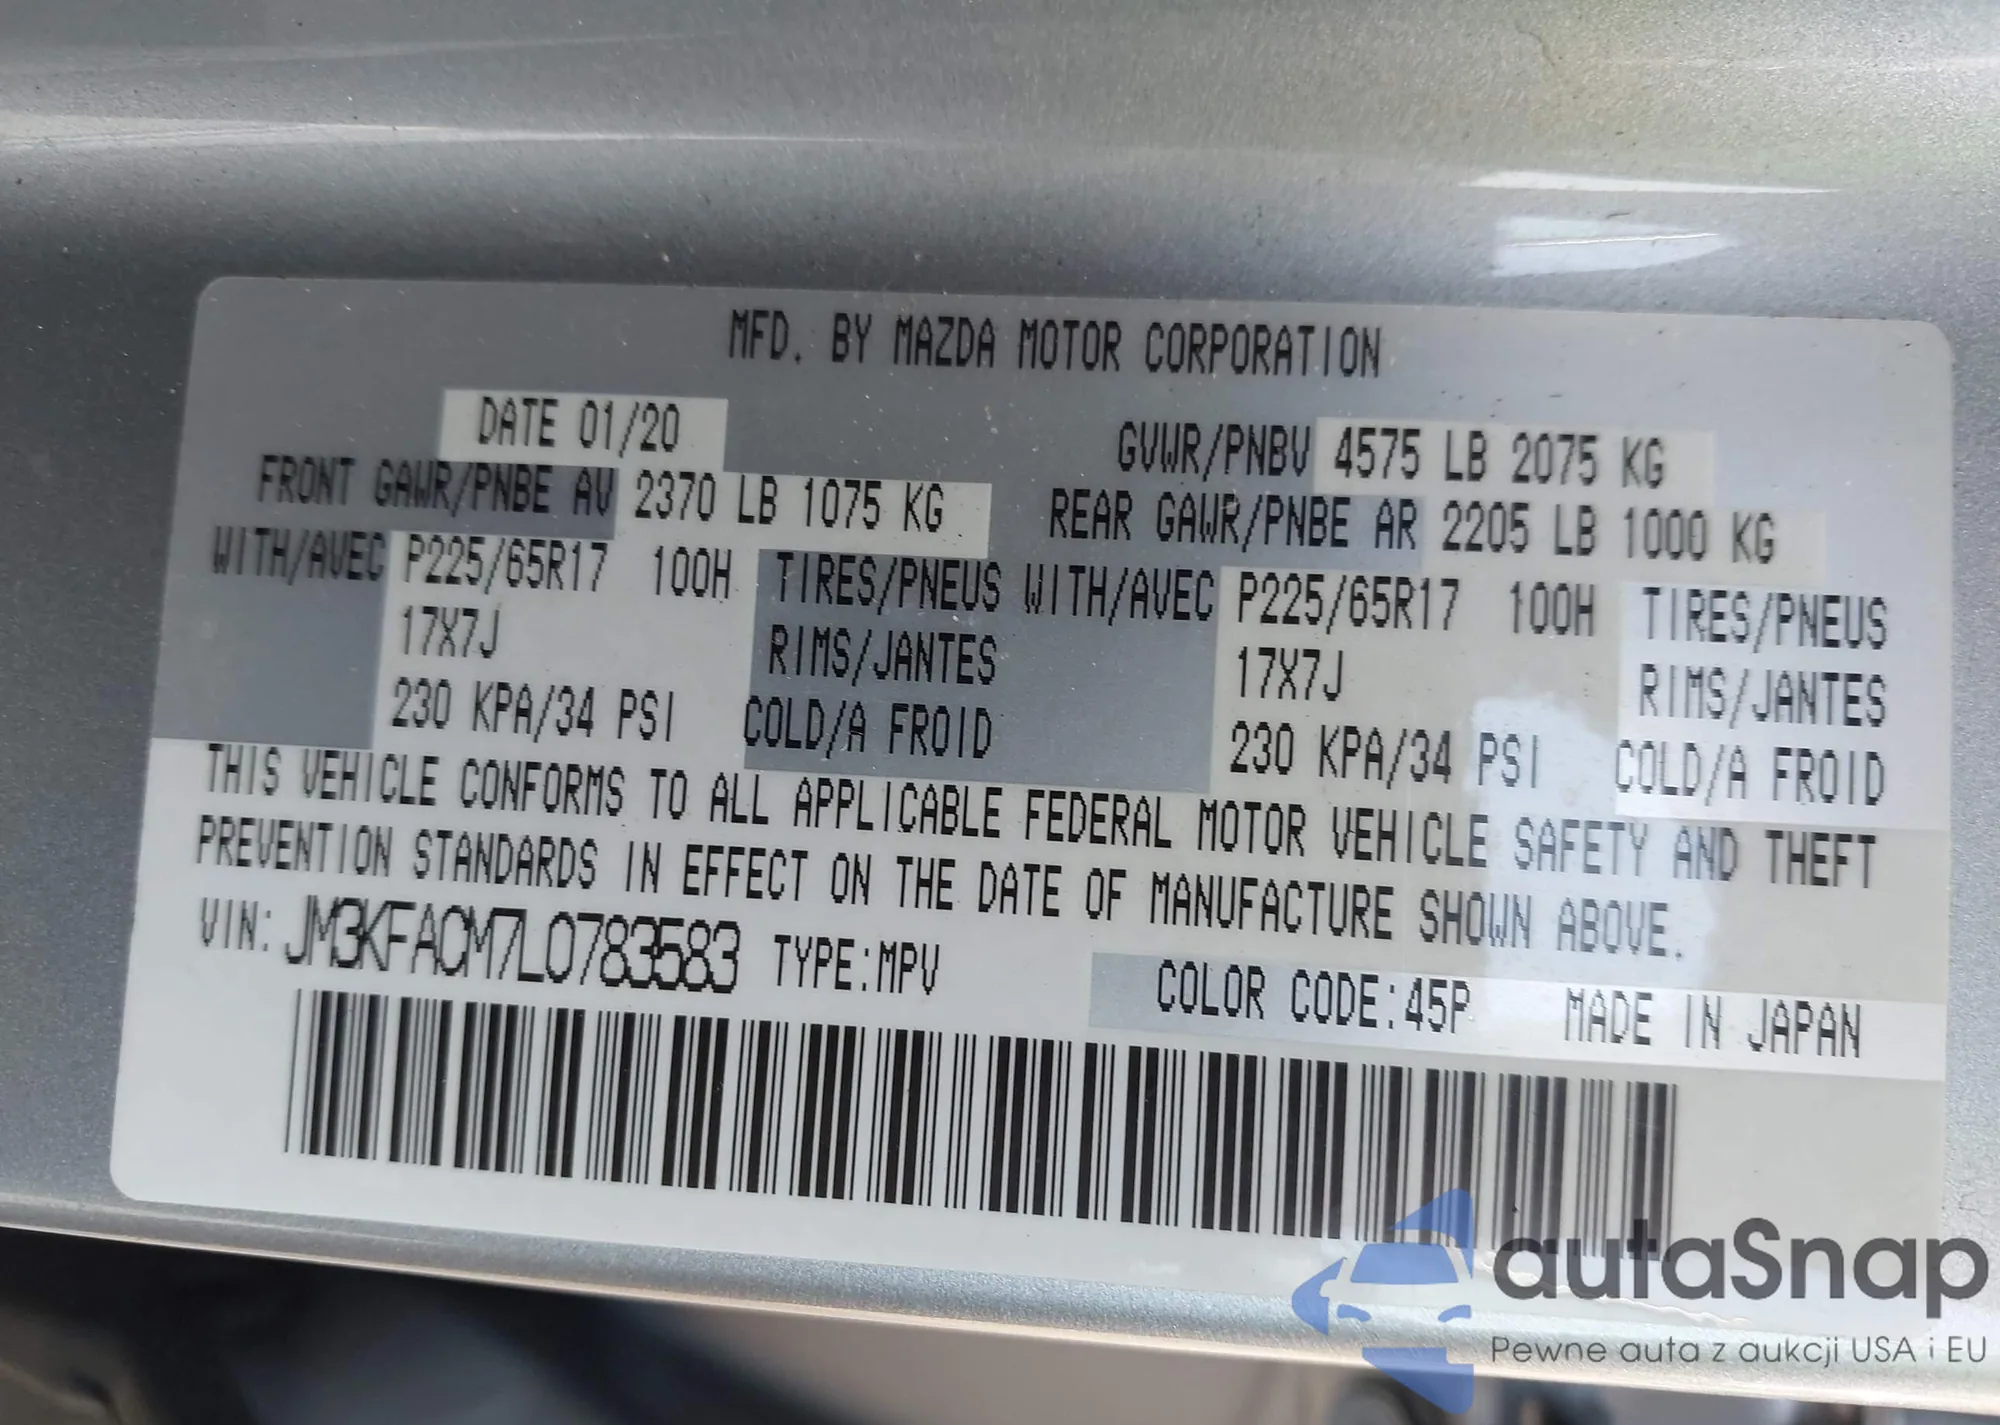 MFD. BY MAZDA MOTOR CORPORATION
DATE 01/20 GVWR/PNBV 4575 LB 2075 KG
FRONT GAWR/PNBE AV 2370 LB 1075 KG REAR GAWR/PNBE AR 2205 LB 1000 KG
WITH/AVEC P225/65R17 100H TIRES/PNEUS WITH/AVEC P225/65R17 100H TIRES/PNEUS
17X7J RIMS/JANTES 17X7J RIMS/JANTES
230 KPA/34 PSI COLD/A FROID 230 KPA/34 PSI COLD/A FROID
THIS VEHICLE CONFORMS TO ALL APPLICABLE FEDERAL MOTOR VEHICLE SAFETY AND THEFT
PREVENTION STANDARDS IN EFFECT ON THE DATE OF MANUFACTURE SHOWN ABOVE.
VIN: JM3KFACM7L0783583 TYPE:MPV COLOR CODE:45P MADE IN JAPAN
autaSnap
Pewne auta z aukcji USA i EU